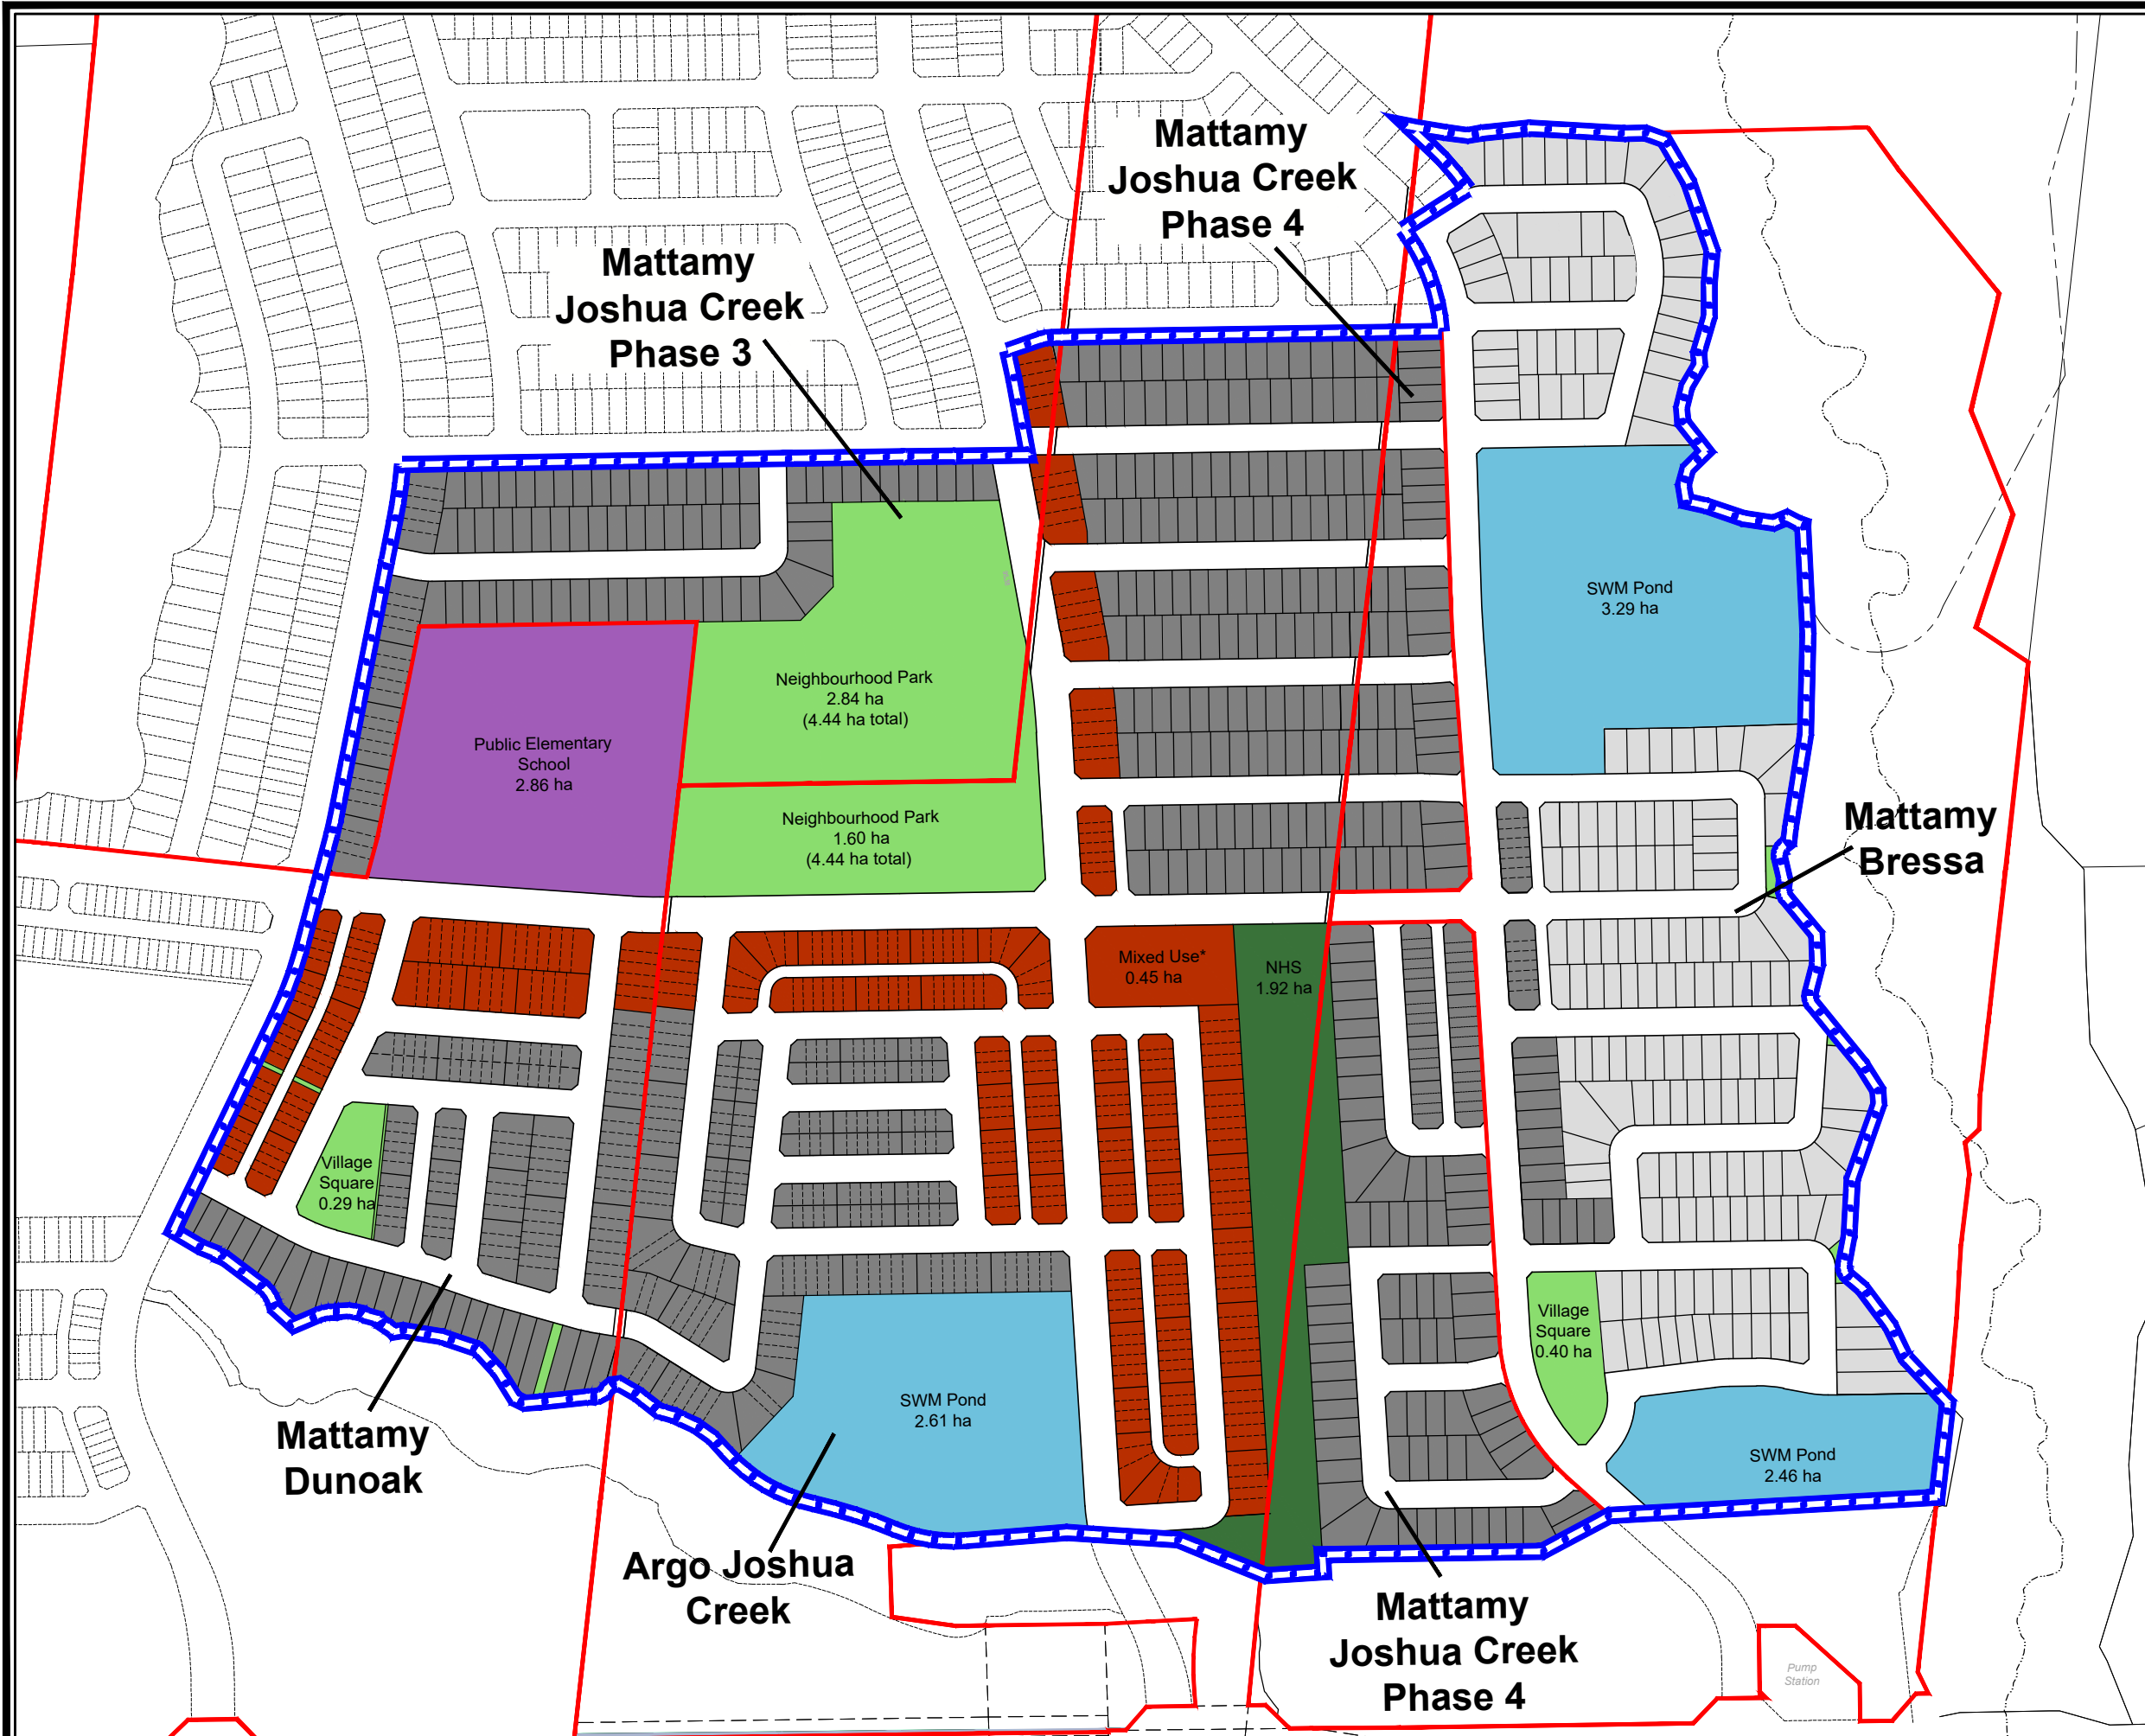 Mattamy
Joshua Creek
Phase 4
Mattamy
Joshua Creek
Phase 3
SWM Pond
3.29 ha
Neighbourhood Park
2.84 ha
(4.44 ha total)
Public Elementary
School
2.86 ha
Neighbourhood Park
1.60 ha
(4.44 ha total)
Mattamy
Bressa
Mixed Use*
0.45 ha
NHS
1.92 ha
Village
Square
0.29 ha
Village
Square
0.40 ha
SWM Pond
2.61 ha
SWM Pond
2.46 ha
Mattamy
Dunoak
Argo Joshua
Creek
Mattamy
Joshua Creek
Phase 4
Pump
Station